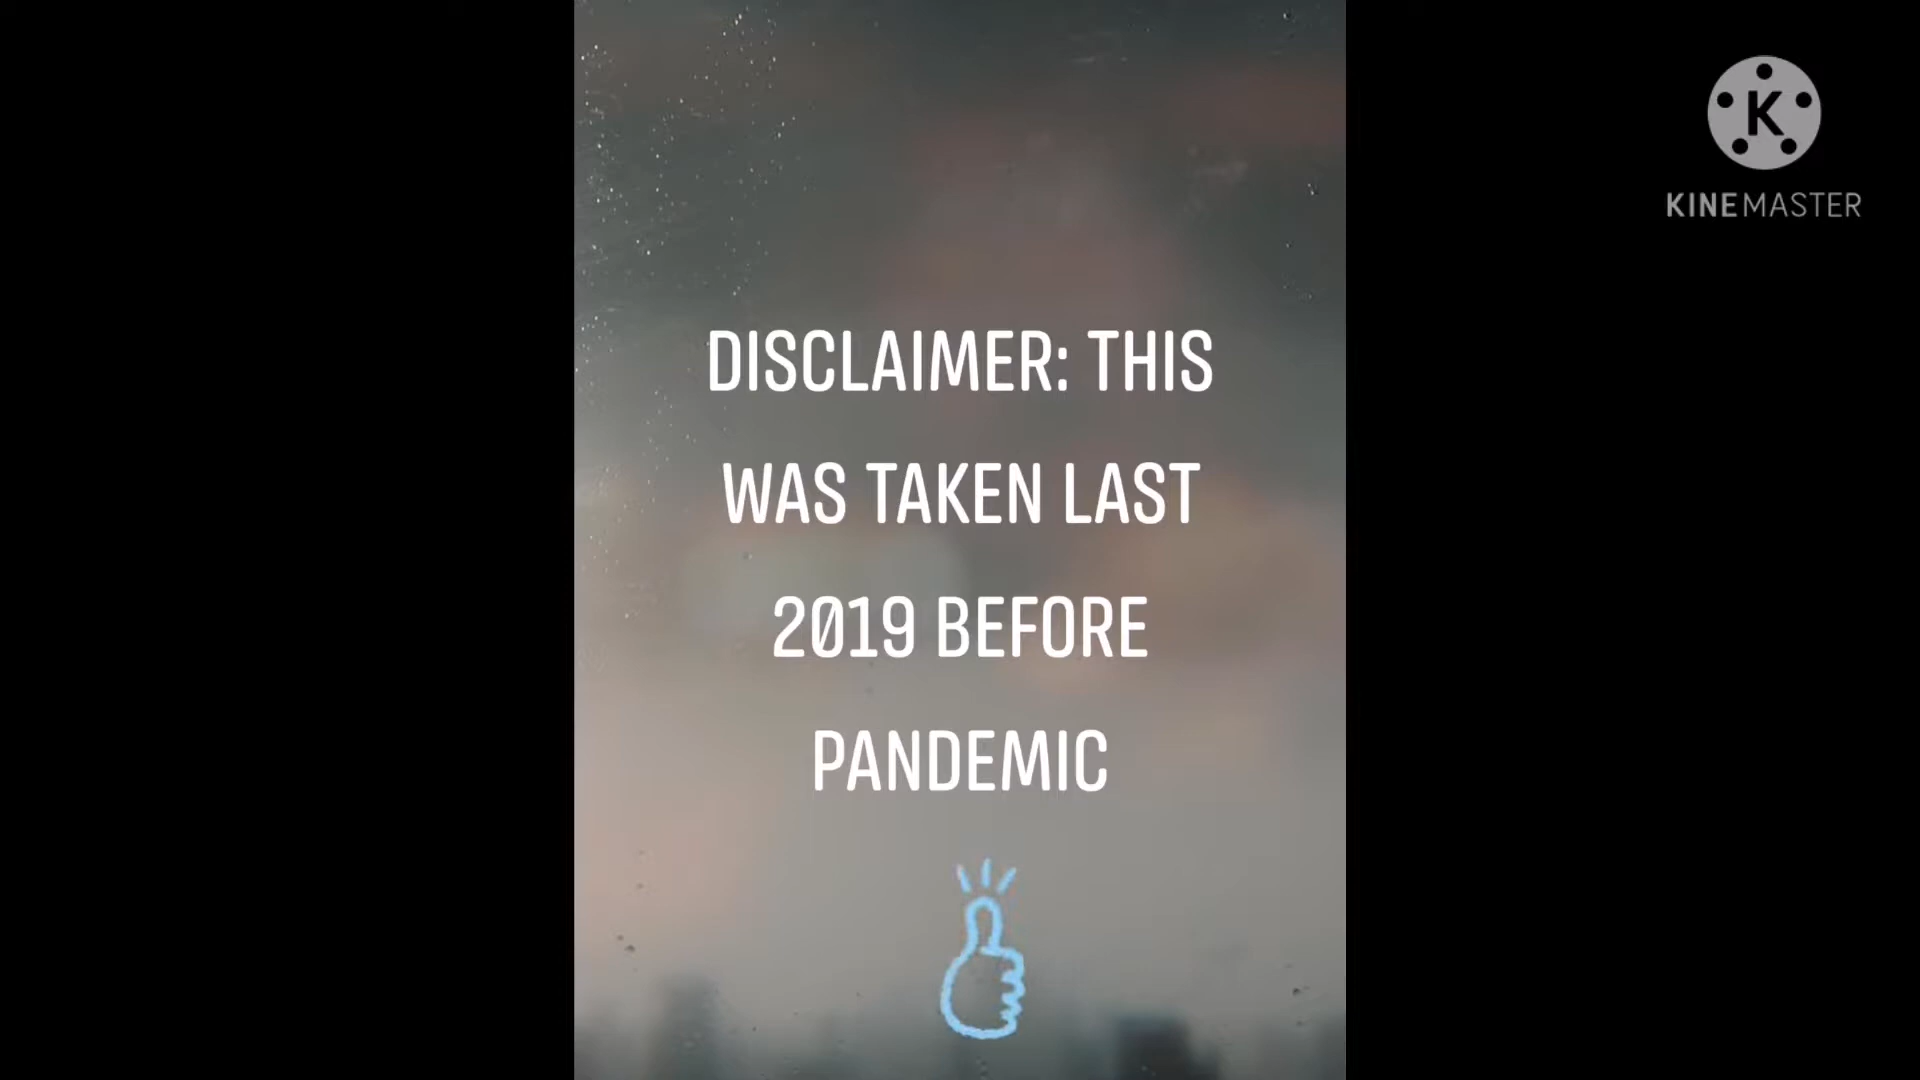 K
KINEMASTER
DISCLAIMER: THIS
WAS TAKEN LAST
2019 BEFORE
PANDEMIC